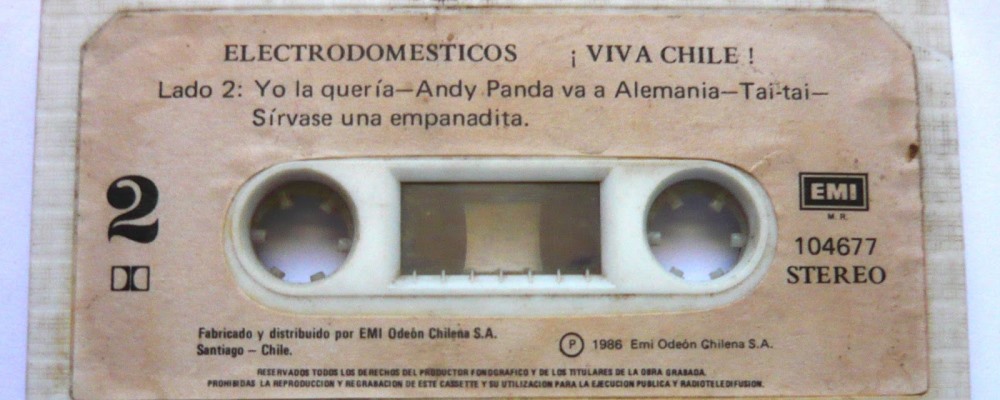 ELECTRODOMESTICOS ¡ VIVA CHILE !
Lado 2: Yo la quería—Andy Panda va a Alemania—Tai-tai—
Sírvase una empanadita.
2
EMI
M.R.
104677
STEREO
Fabricado y distribuido por EMI Odeón Chilena S.A.
Santiago – Chile.
Ⓟ 1986 Emi Odeón Chilena S.A.
RESERVADOS TODOS LOS DERECHOS DEL PRODUCTOR FONOGRAFICO Y DE LOS TITULARES DE LA OBRA GRABADA.
PROHIBIDAS LA REPRODUCCION Y REGRABACION DE ESTE CASSETTE Y SU UTILIZACION PARA LA EJECUCION PUBLICA Y RADIOTELEDIFUSION.